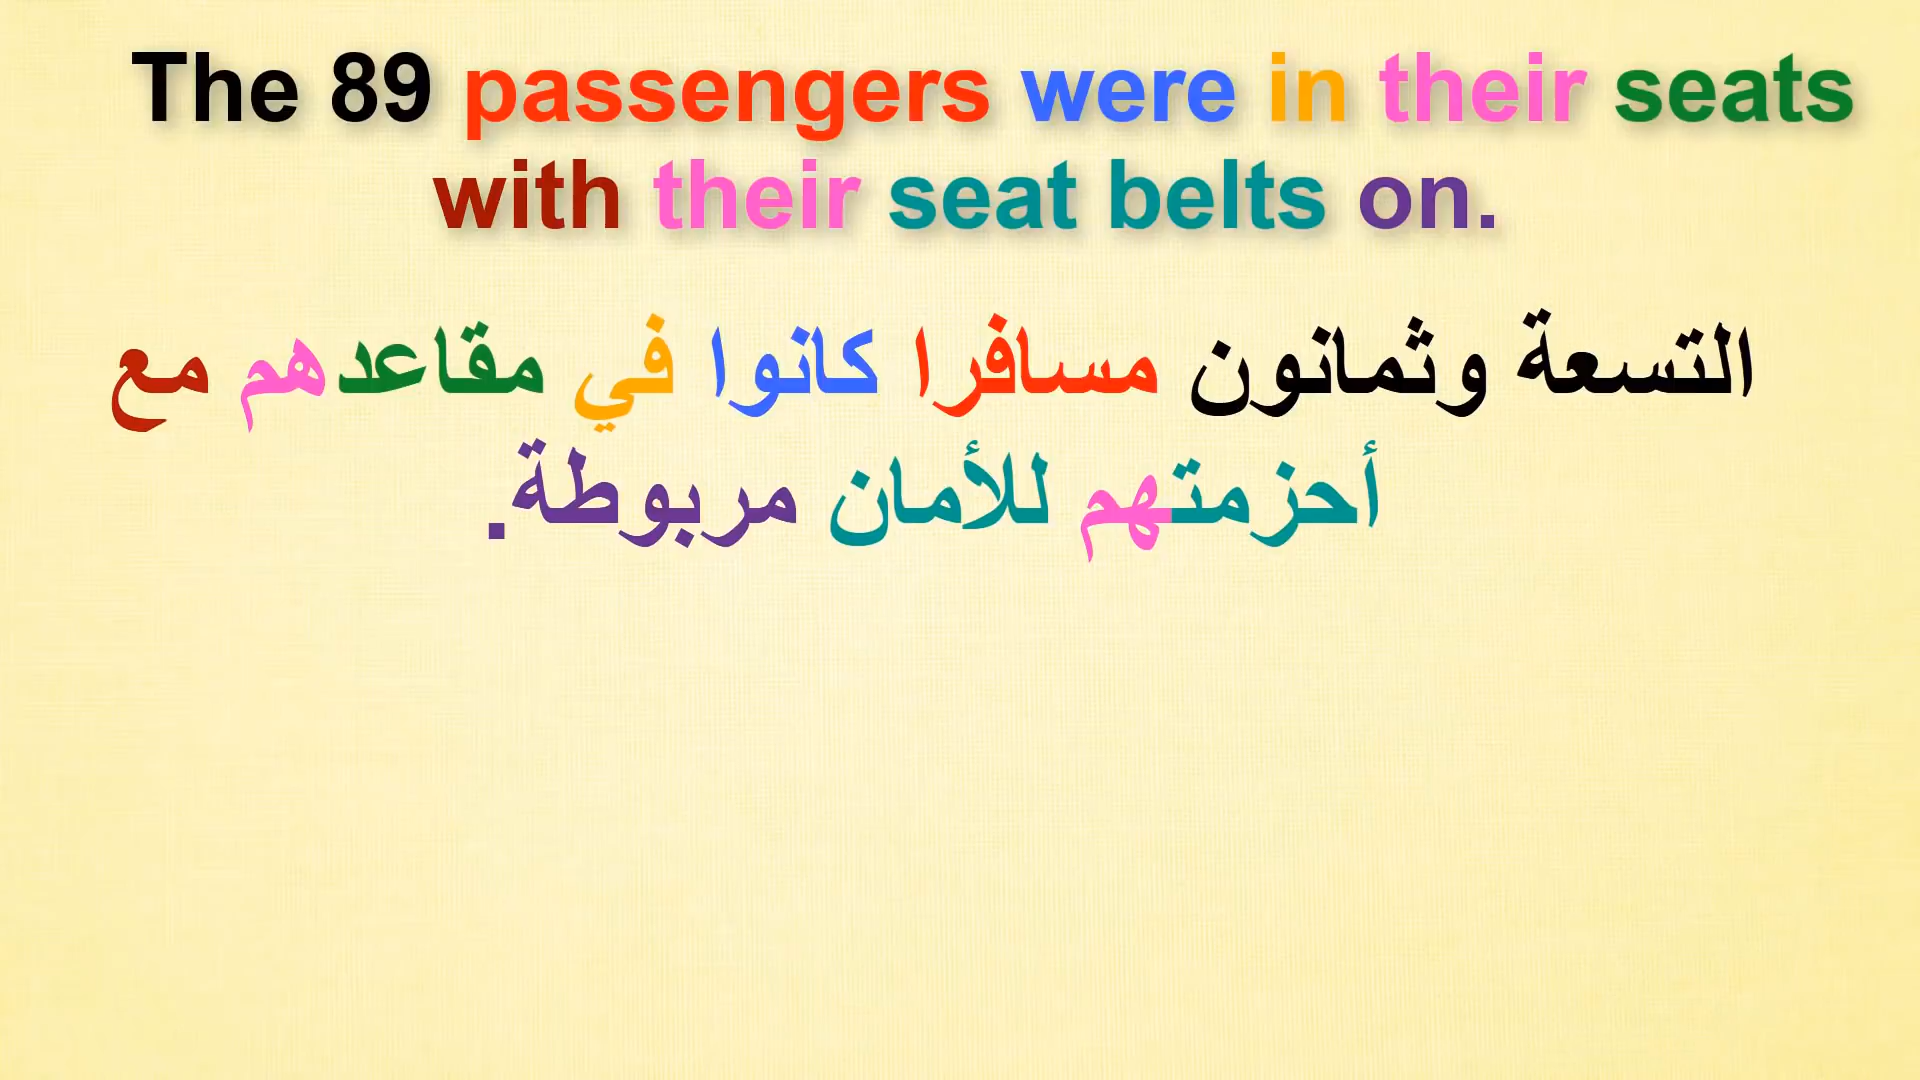 The 89 passengers were in their seats
with their seat belts on.
التسعة وثمانون مسافرا كانوا في مقاعدهم مع
أحزمتهم للأمان مربوطة.